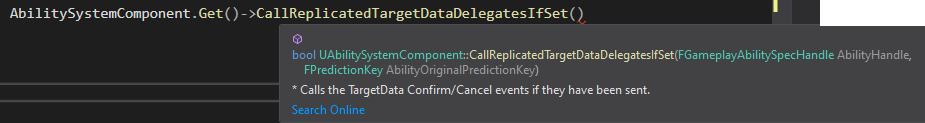 AbilitySystemComponent.Get()->CallReplicatedTargetDataDelegatesIfSet()
bool UAbilitySystemComponent::CallReplicatedTargetDataDelegatesIfSet(FGameplayAbilitySpecHandle AbilityHandle,
FPredictionKey AbilityOriginalPredictionKey)
* Calls the TargetData Confirm/Cancel events if they have been sent.
Search Online